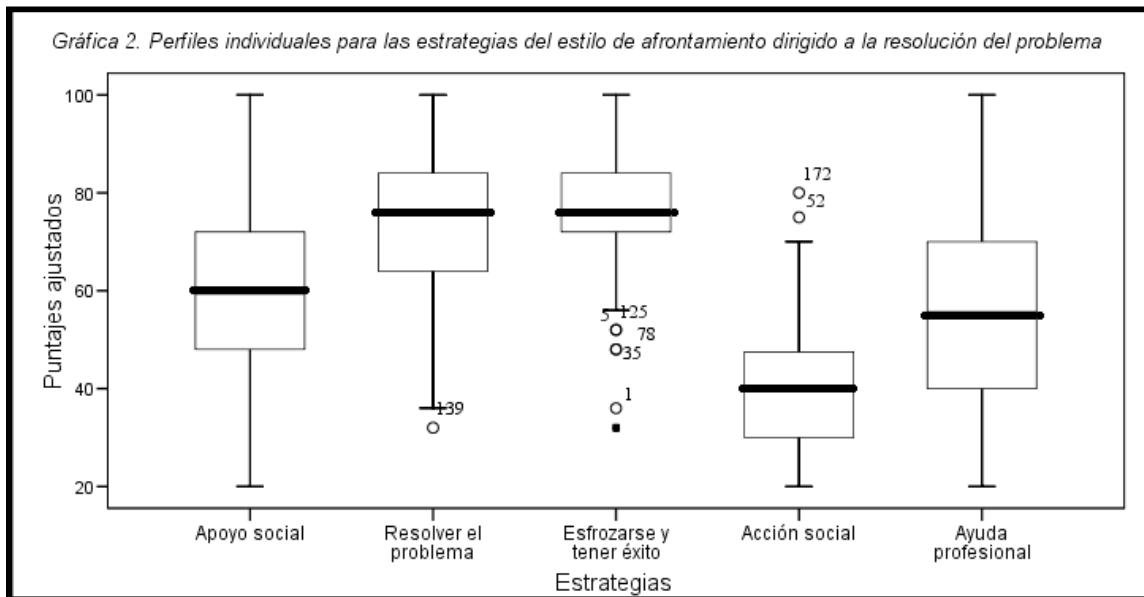 Gráfica 2. Perfiles individuales para las estrategias del estilo de afrontamiento dirigido a la resolución del problema
Puntajes ajustados
100
80
60
40
20
139
5 125
78
35
1
172
52
Apoyo social
Resolver el
problema
Esfrozarse y
tener éxito
Acción social
Ayuda
profesional
Estrategias